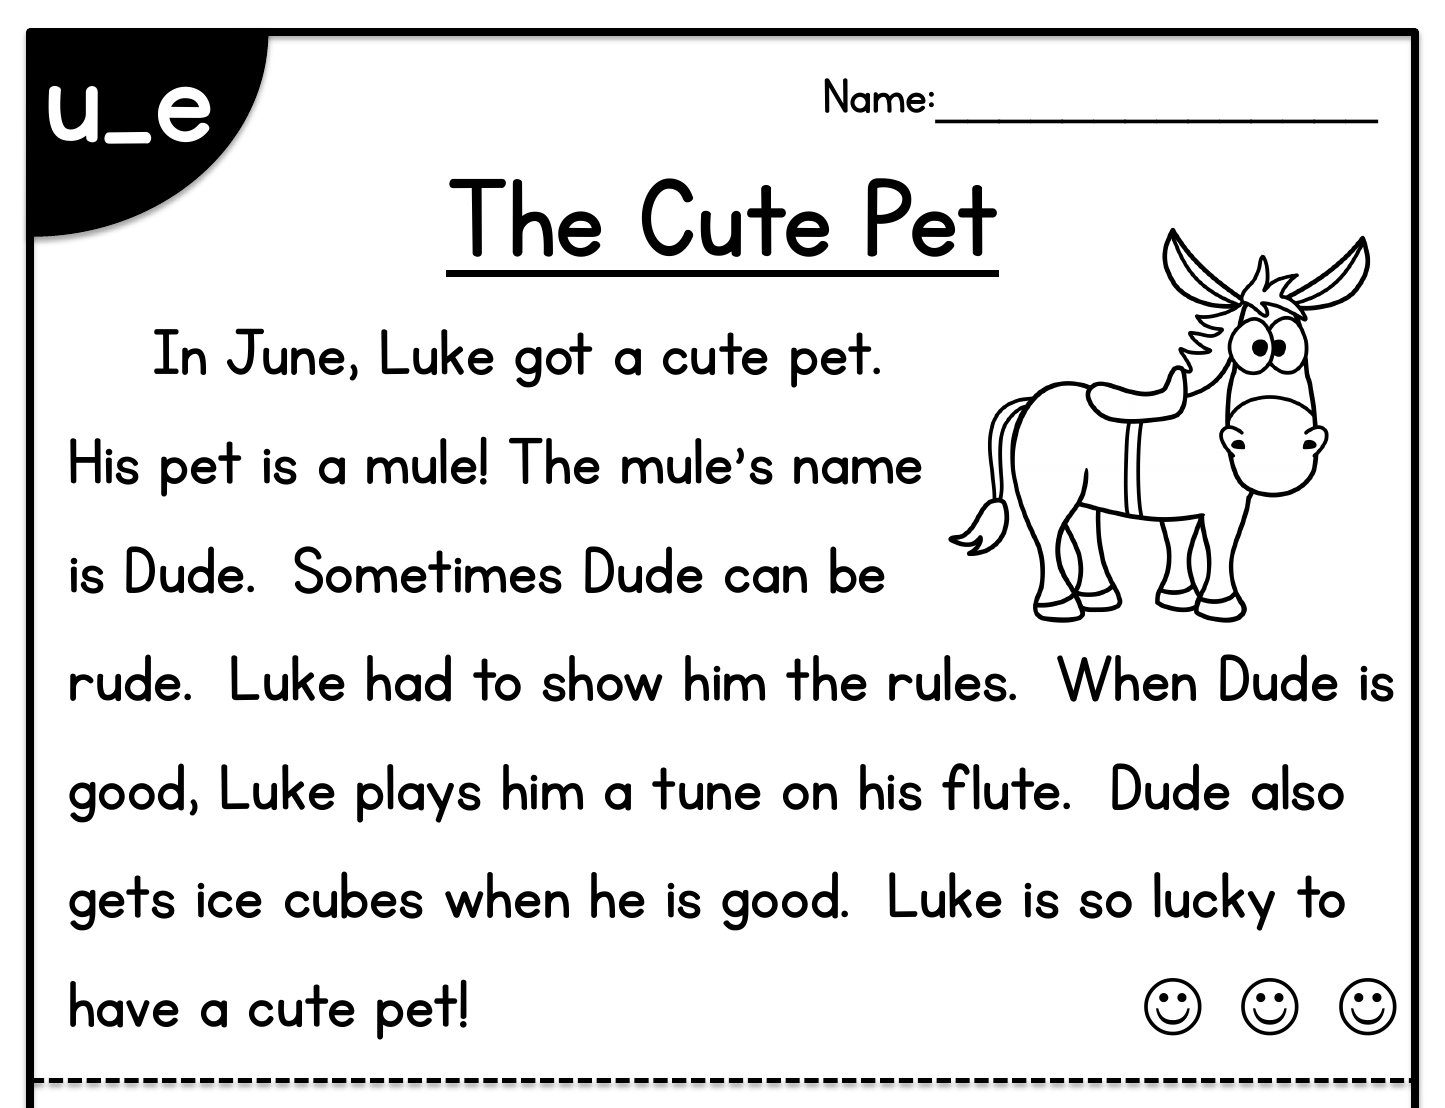 u_e
Name:
The Cute Pet
In June, Luke got a cute pet.
His pet is a mule! The mule's name
is Dude. Sometimes Dude can be
rude. Luke had to show him the rules. When Dude is
good, Luke plays him a tune on his flute. Dude also
gets ice cubes when he is good. Luke is so lucky to
have a cute pet!